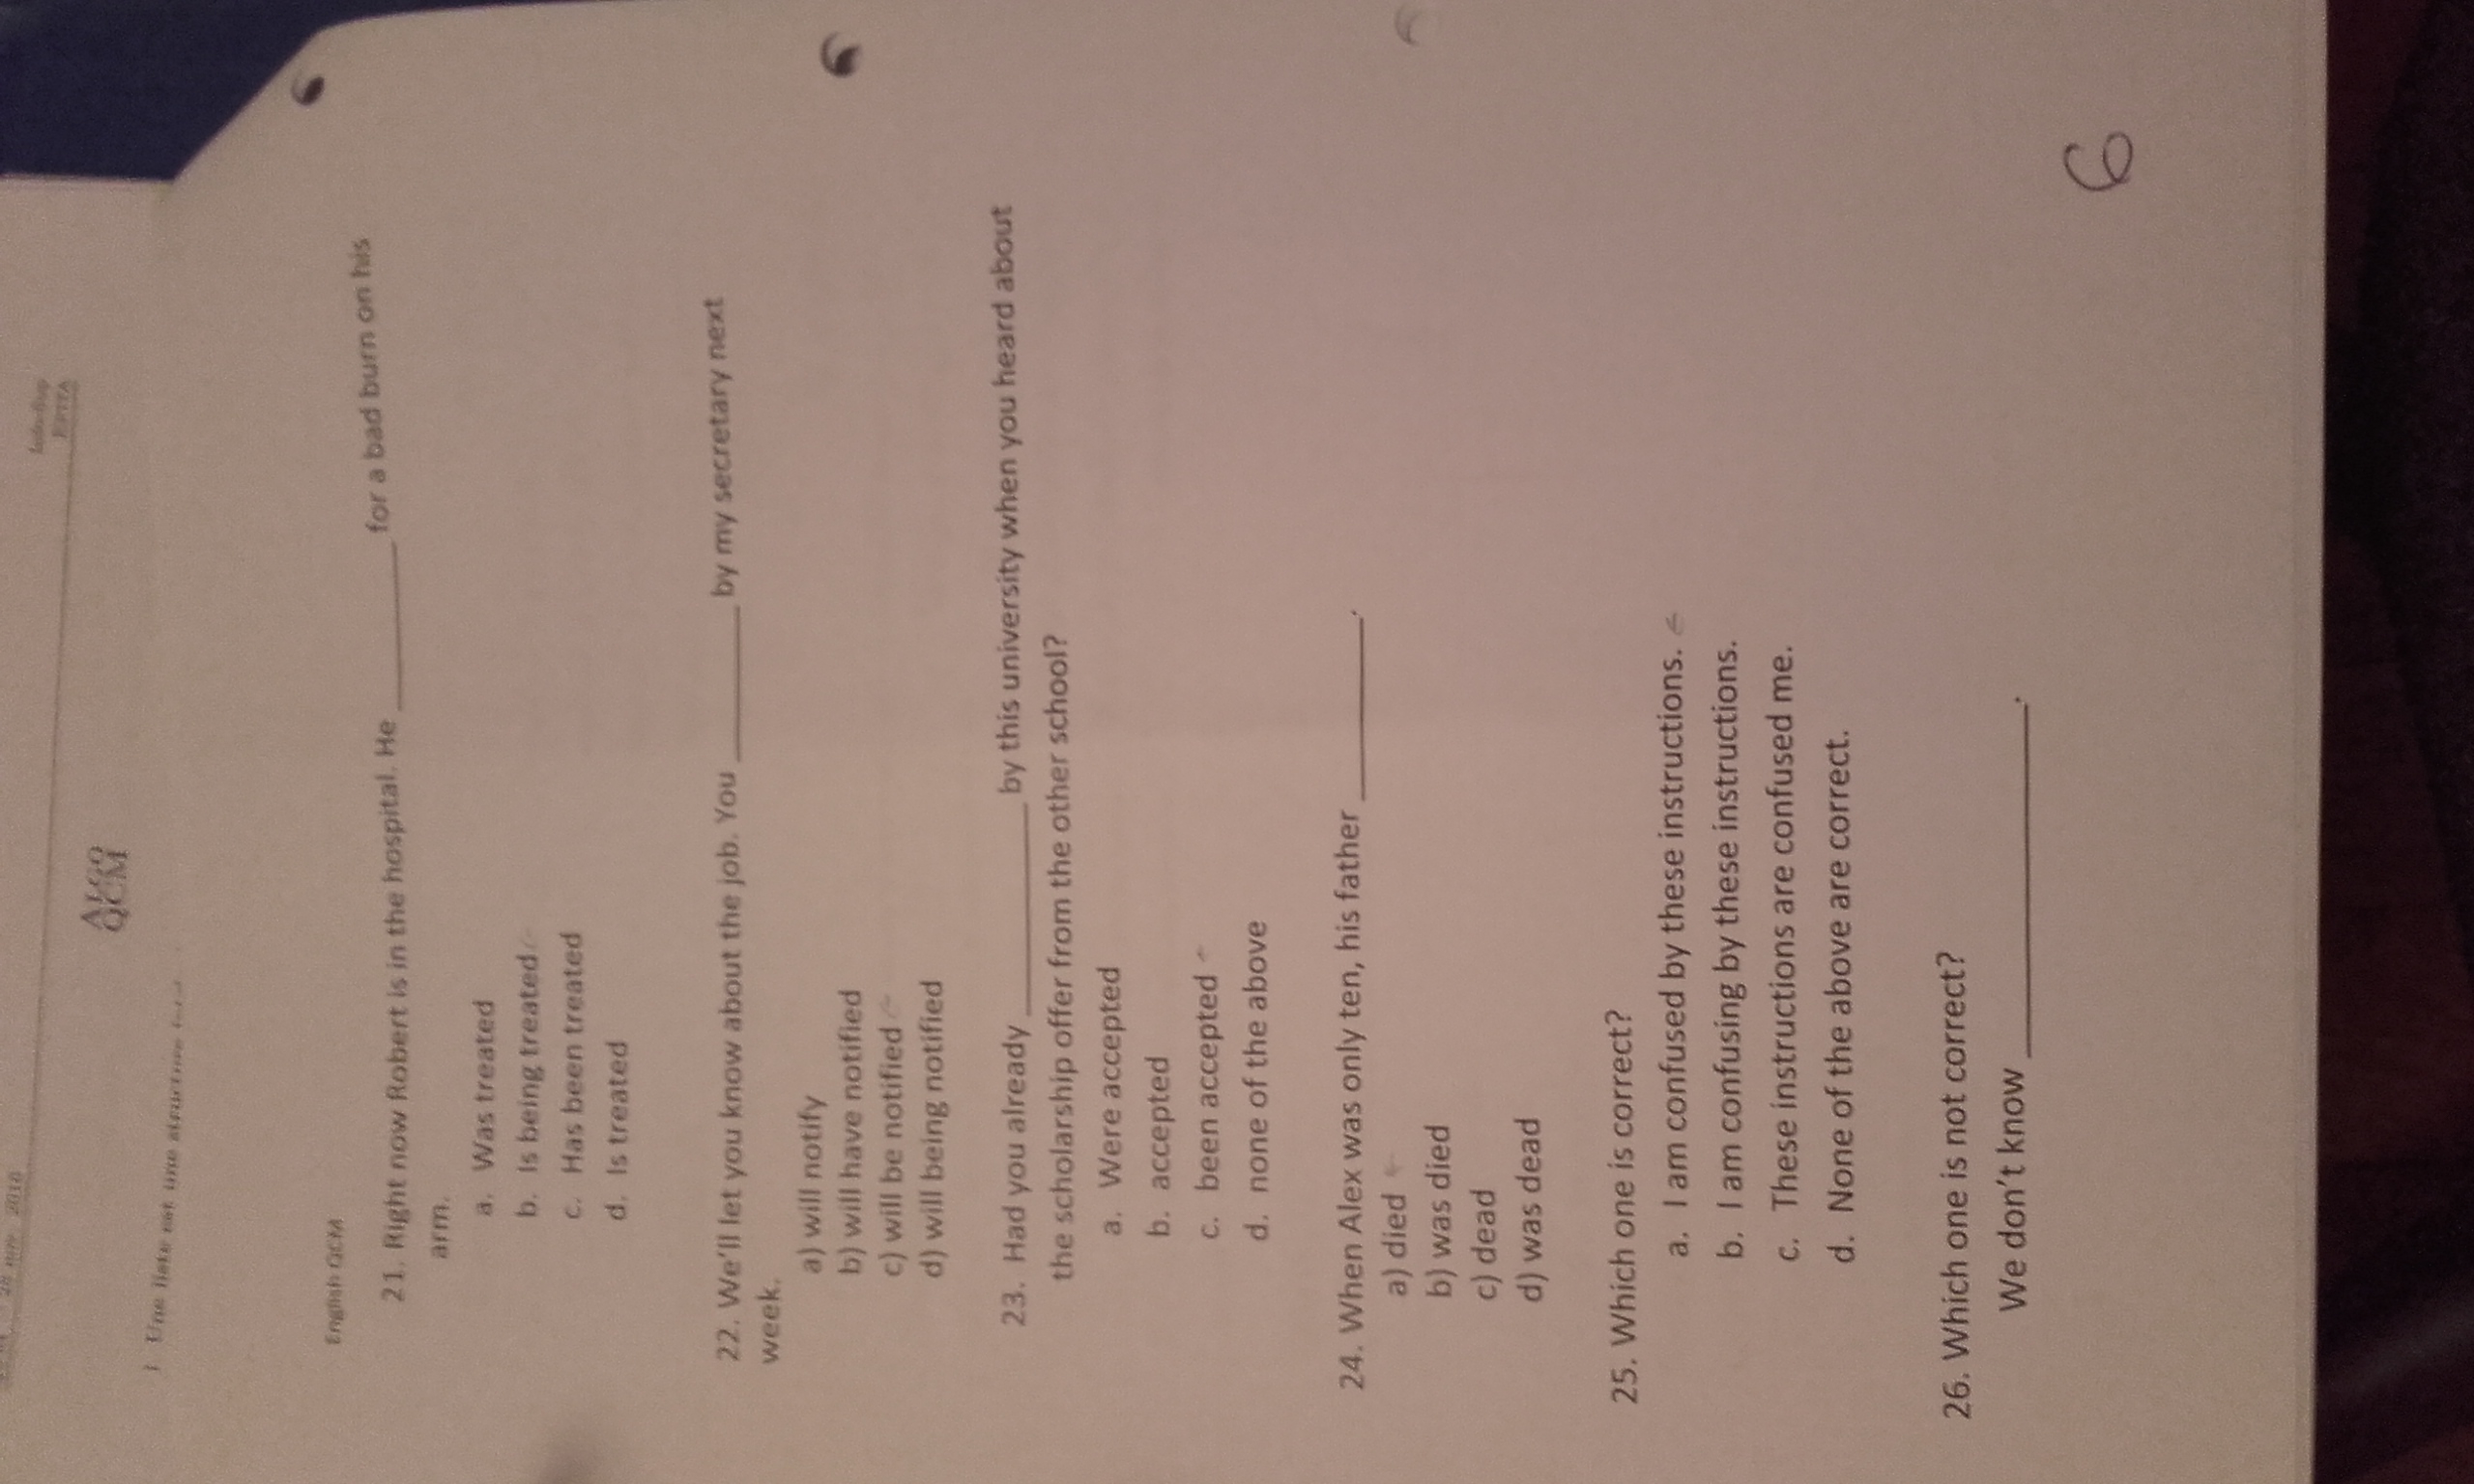 Algo
QCM
English QCM
21. Right now Robert is in the hospital. He __________ for a bad burn on his
arm.
a. Was treated
b. Is being treated
c. Has been treated
d. Is treated
22. We'll let you know about the job. You __________ by my secretary next
week.
a) will notify
b) will have notified
c) will be notified
d) will being notified
23. Had you already __________ by this university when you heard about
the scholarship offer from the other school?
a. Were accepted
b. accepted
c. been accepted
d. none of the above
24. When Alex was only ten, his father __________.
a) died
b) was died
c) dead
d) was dead
25. Which one is correct?
a. I am confused by these instructions.
b. I am confusing by these instructions.
c. These instructions are confused me.
d. None of the above are correct.
26. Which one is not correct?
We don't know __________.
6